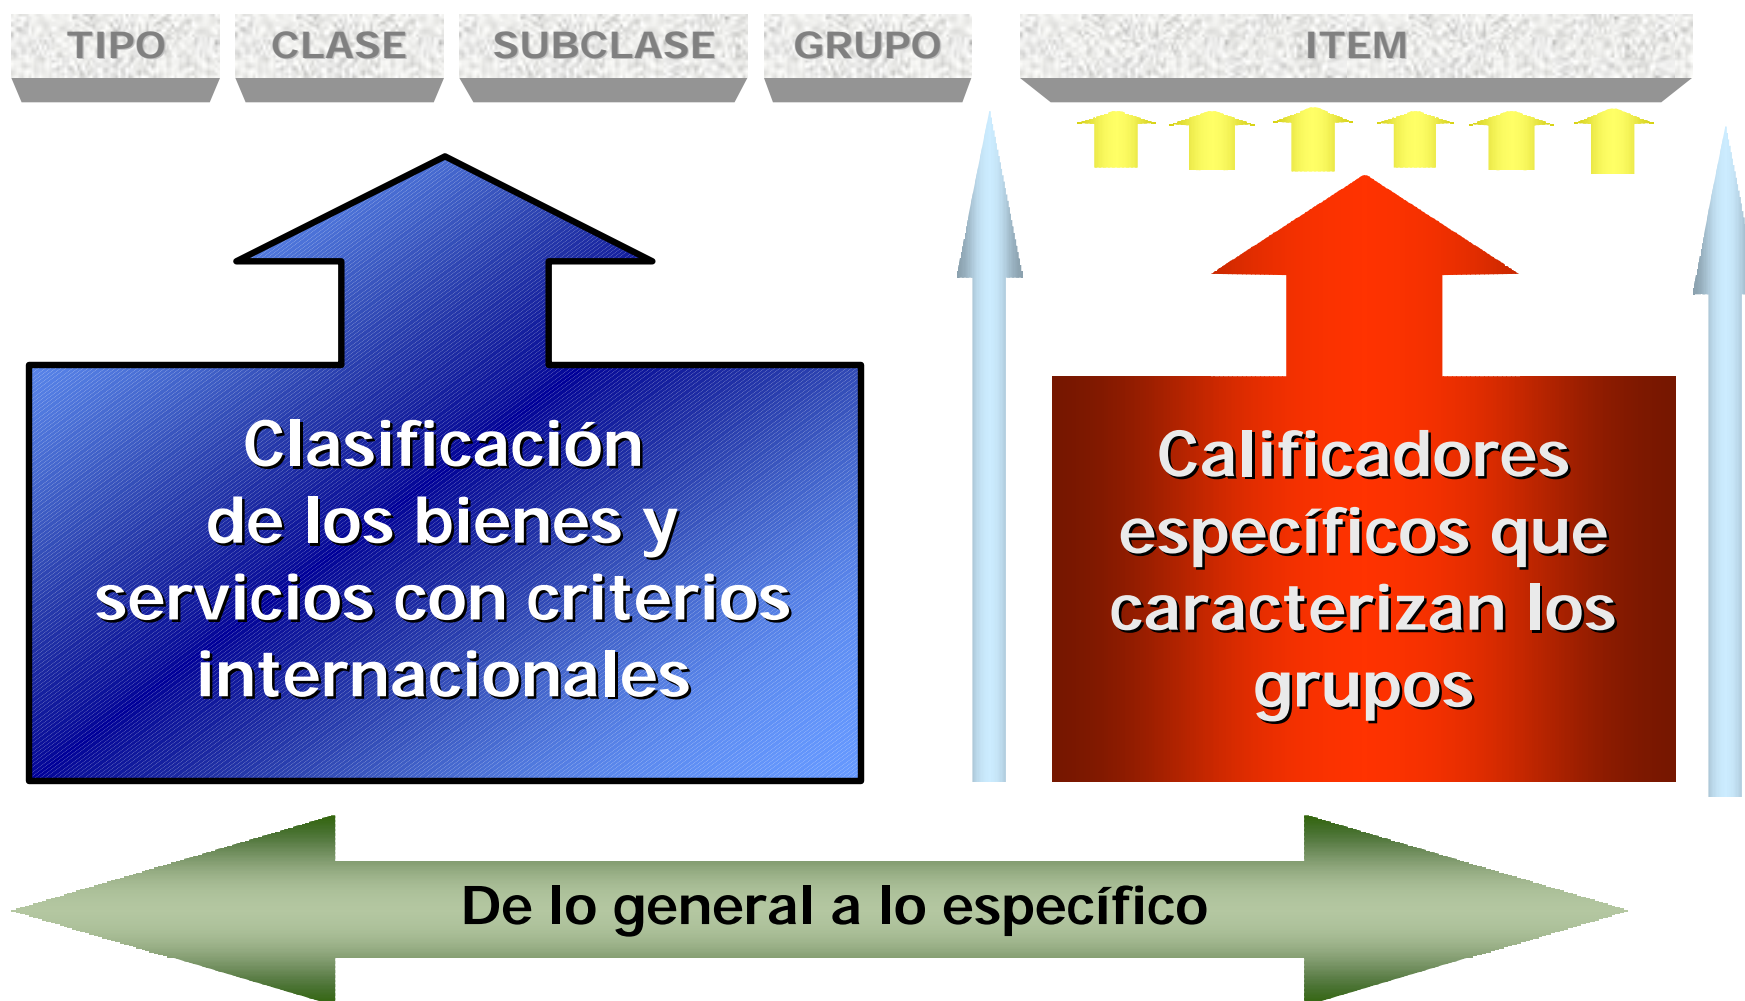 TIPO CLASE SUBCLASE GRUPO ITEM
Clasificación
de los bienes y
servicios con criterios
internacionales
Calificadores
específicos que
caracterizan los
grupos
De lo general a lo específico